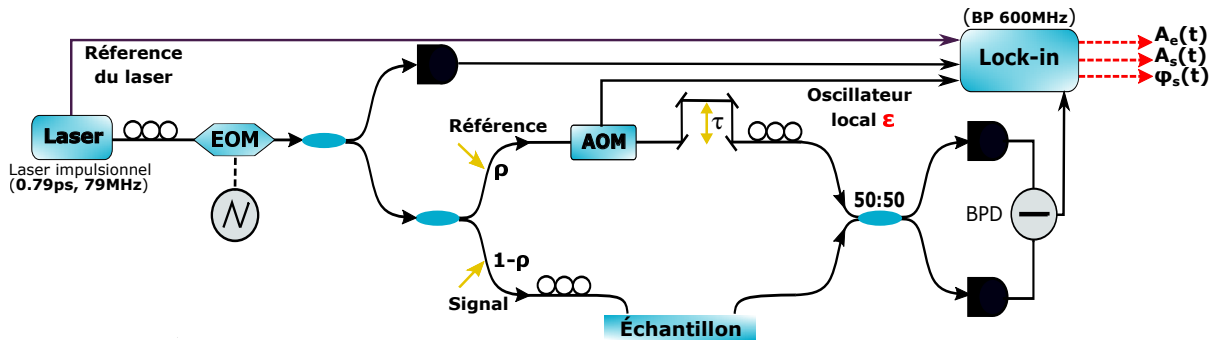 (BP 600MHz)
Lock-in
Aₑ(t)
Aₛ(t)
φₛ(t)
Réference
du laser
Oscillateur
local ε
Laser
EOM
Laser impulsionnel
(0.79ps, 79MHz)
Référence
AOM
τ
ρ
50:50
BPD
1-ρ
Signal
Échantillon